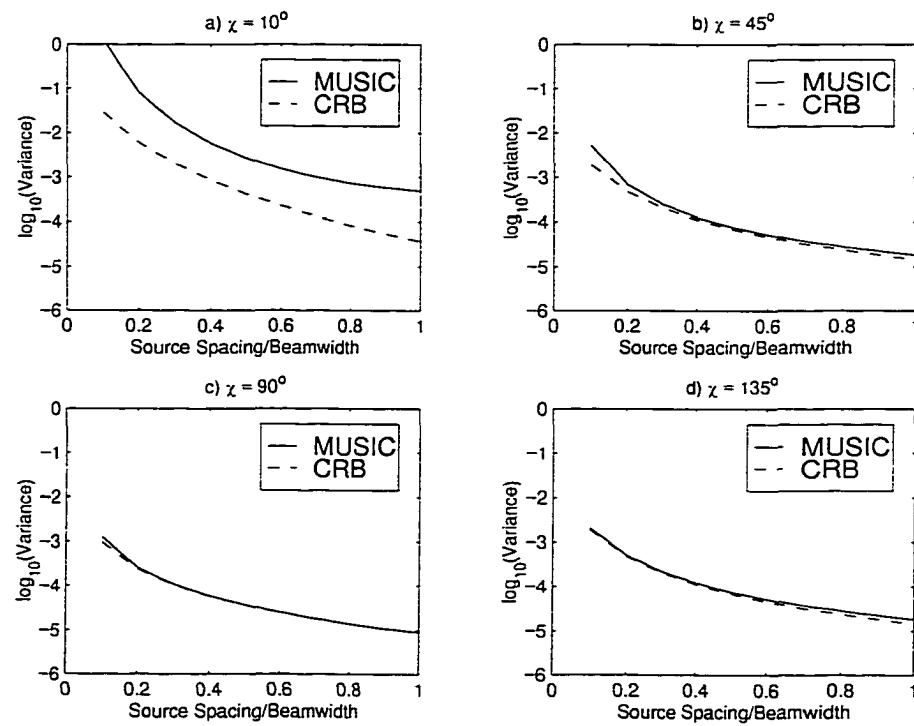 a) χ = 10°
MUSIC
CRB
log10(Variance)
0
−1
−2
−3
−4
−5
−6
0 0.2 0.4 0.6 0.8 1
Source Spacing/Beamwidth
b) χ = 45°
MUSIC
CRB
log10(Variance)
0
−1
−2
−3
−4
−5
−6
0 0.2 0.4 0.6 0.8 1
Source Spacing/Beamwidth
c) χ = 90°
MUSIC
CRB
log10(Variance)
0
−1
−2
−3
−4
−5
−6
0 0.2 0.4 0.6 0.8 1
Source Spacing/Beamwidth
d) χ = 135°
MUSIC
CRB
log10(Variance)
0
−1
−2
−3
−4
−5
−6
0 0.2 0.4 0.6 0.8 1
Source Spacing/Beamwidth